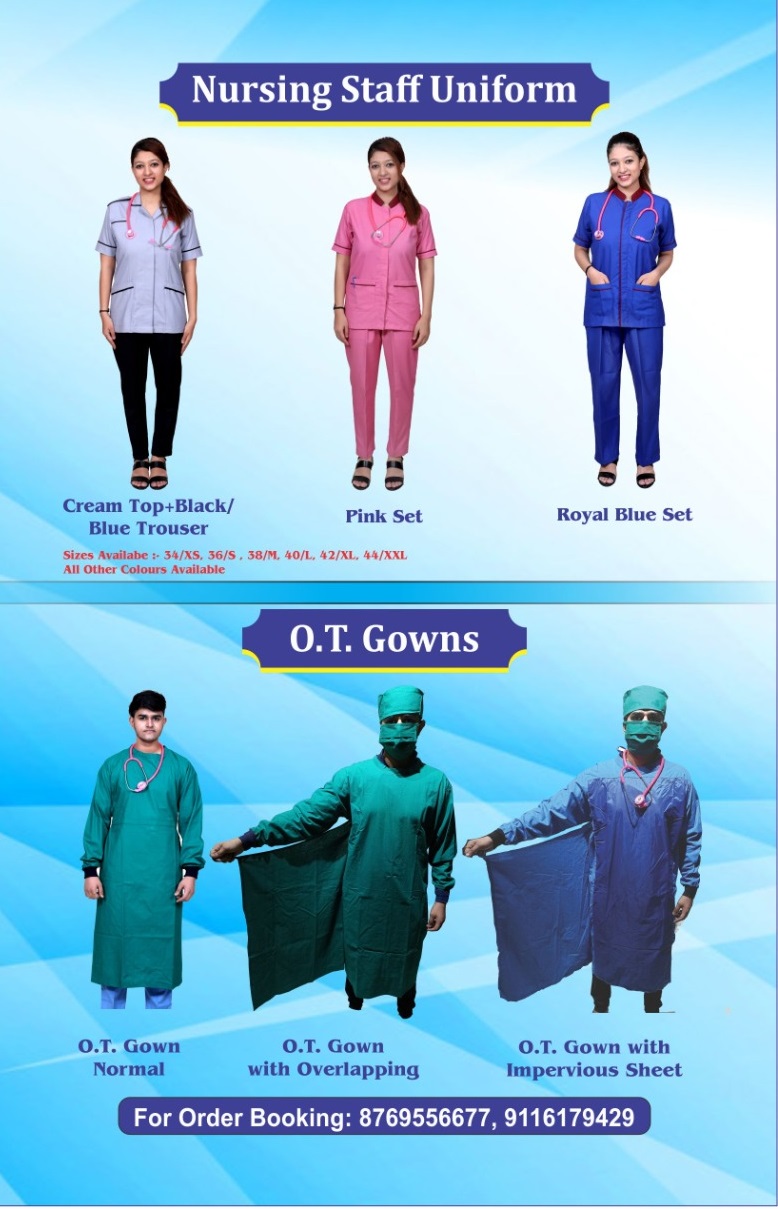 Nursing Staff Uniform
Cream Top+Black/
Blue Trouser
Pink Set
Royal Blue Set
Sizes Availabe :- 34/XS, 36/S , 38/M, 40/L, 42/XL, 44/XXL
All Other Colours Available
O.T. Gowns
O.T. Gown
Normal
O.T. Gown
with Overlapping
O.T. Gown with
Impervious Sheet
For Order Booking: 8769556677, 9116179429